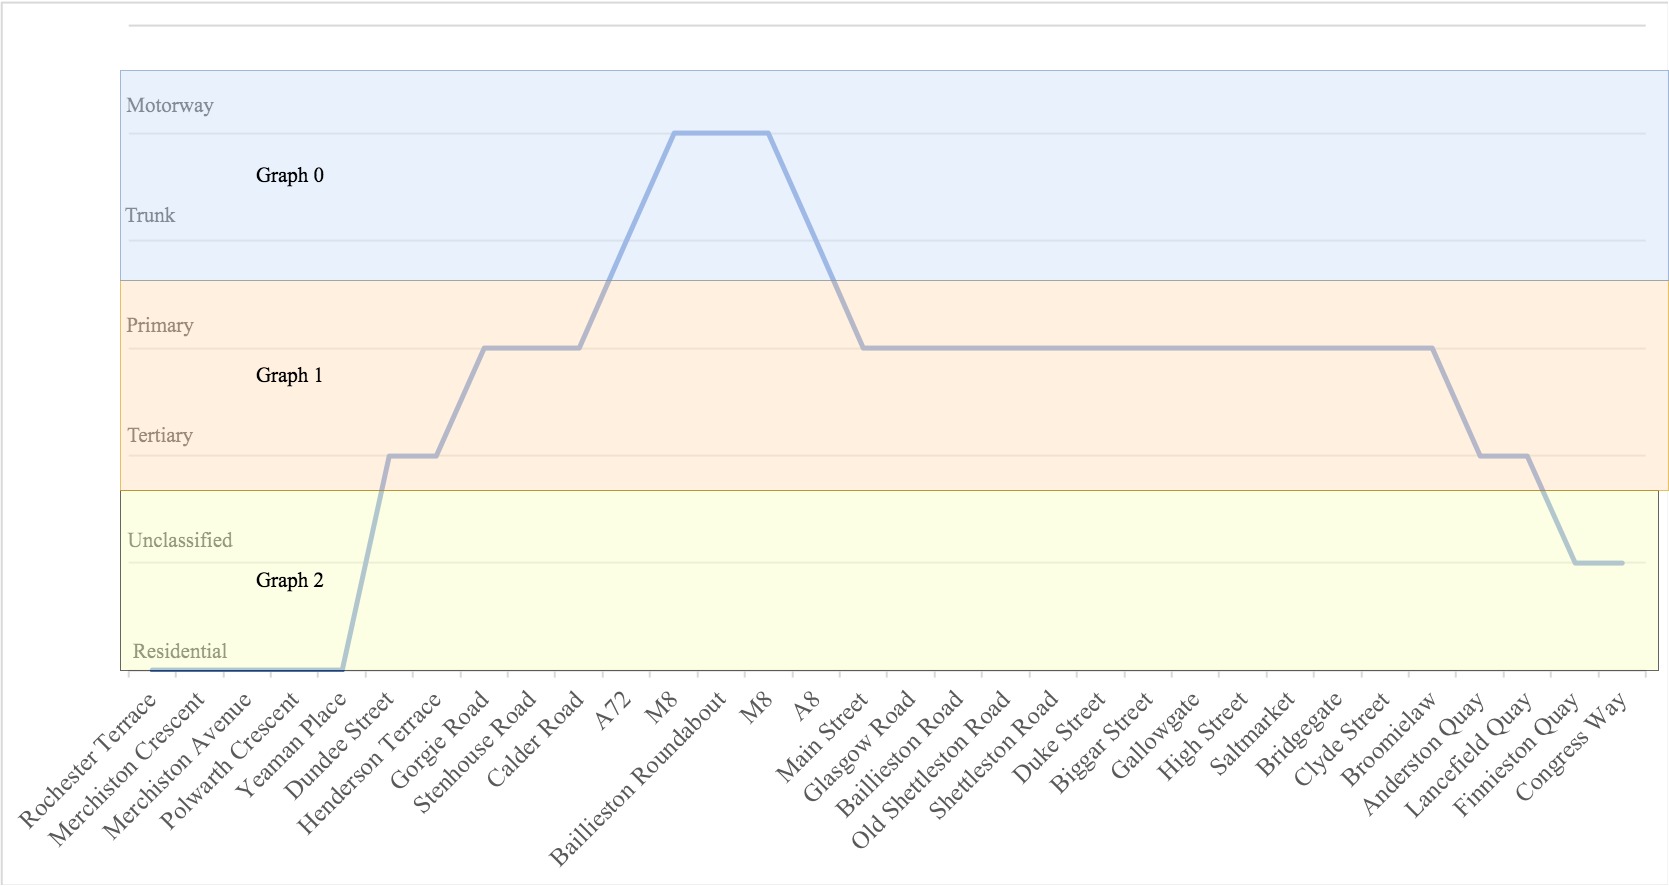 Motorway
Graph 0
Trunk
Primary
Graph 1
Tertiary
Unclassified
Graph 2
Residential
Rochester Terrace
Merchiston Crescent
Merchiston Avenue
Polwarth Crescent
Yeaman Place
Dundee Street
Henderson Terrace
Gorgie Road
Stenhouse Road
Calder Road
A72
M8
Baillieston Roundabout
M8
A8
Main Street
Glasgow Road
Baillieston Road
Old Shettleston Road
Shettleston Road
Duke Street
Biggar Street
Gallowgate
High Street
Saltmarket
Bridgegate
Clyde Street
Broomielaw
Anderston Quay
Lancefield Quay
Finnieston Quay
Congress Way